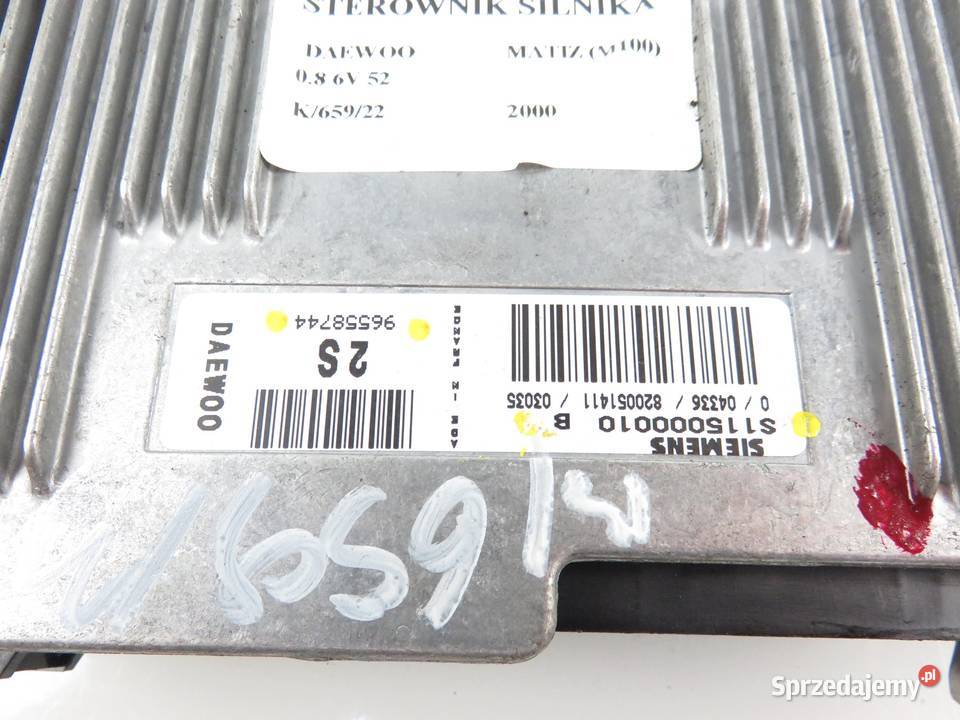 STEROWNIK SILNIKA
DAEWOO MATIZ (M100)
0.8 6V 52
K/659/22 2000
SIEMENS
S115000010 B
0 / 04336 / 820051411 / 03035
2S
96558744
DAEWOO
Sprzedajemy.pl